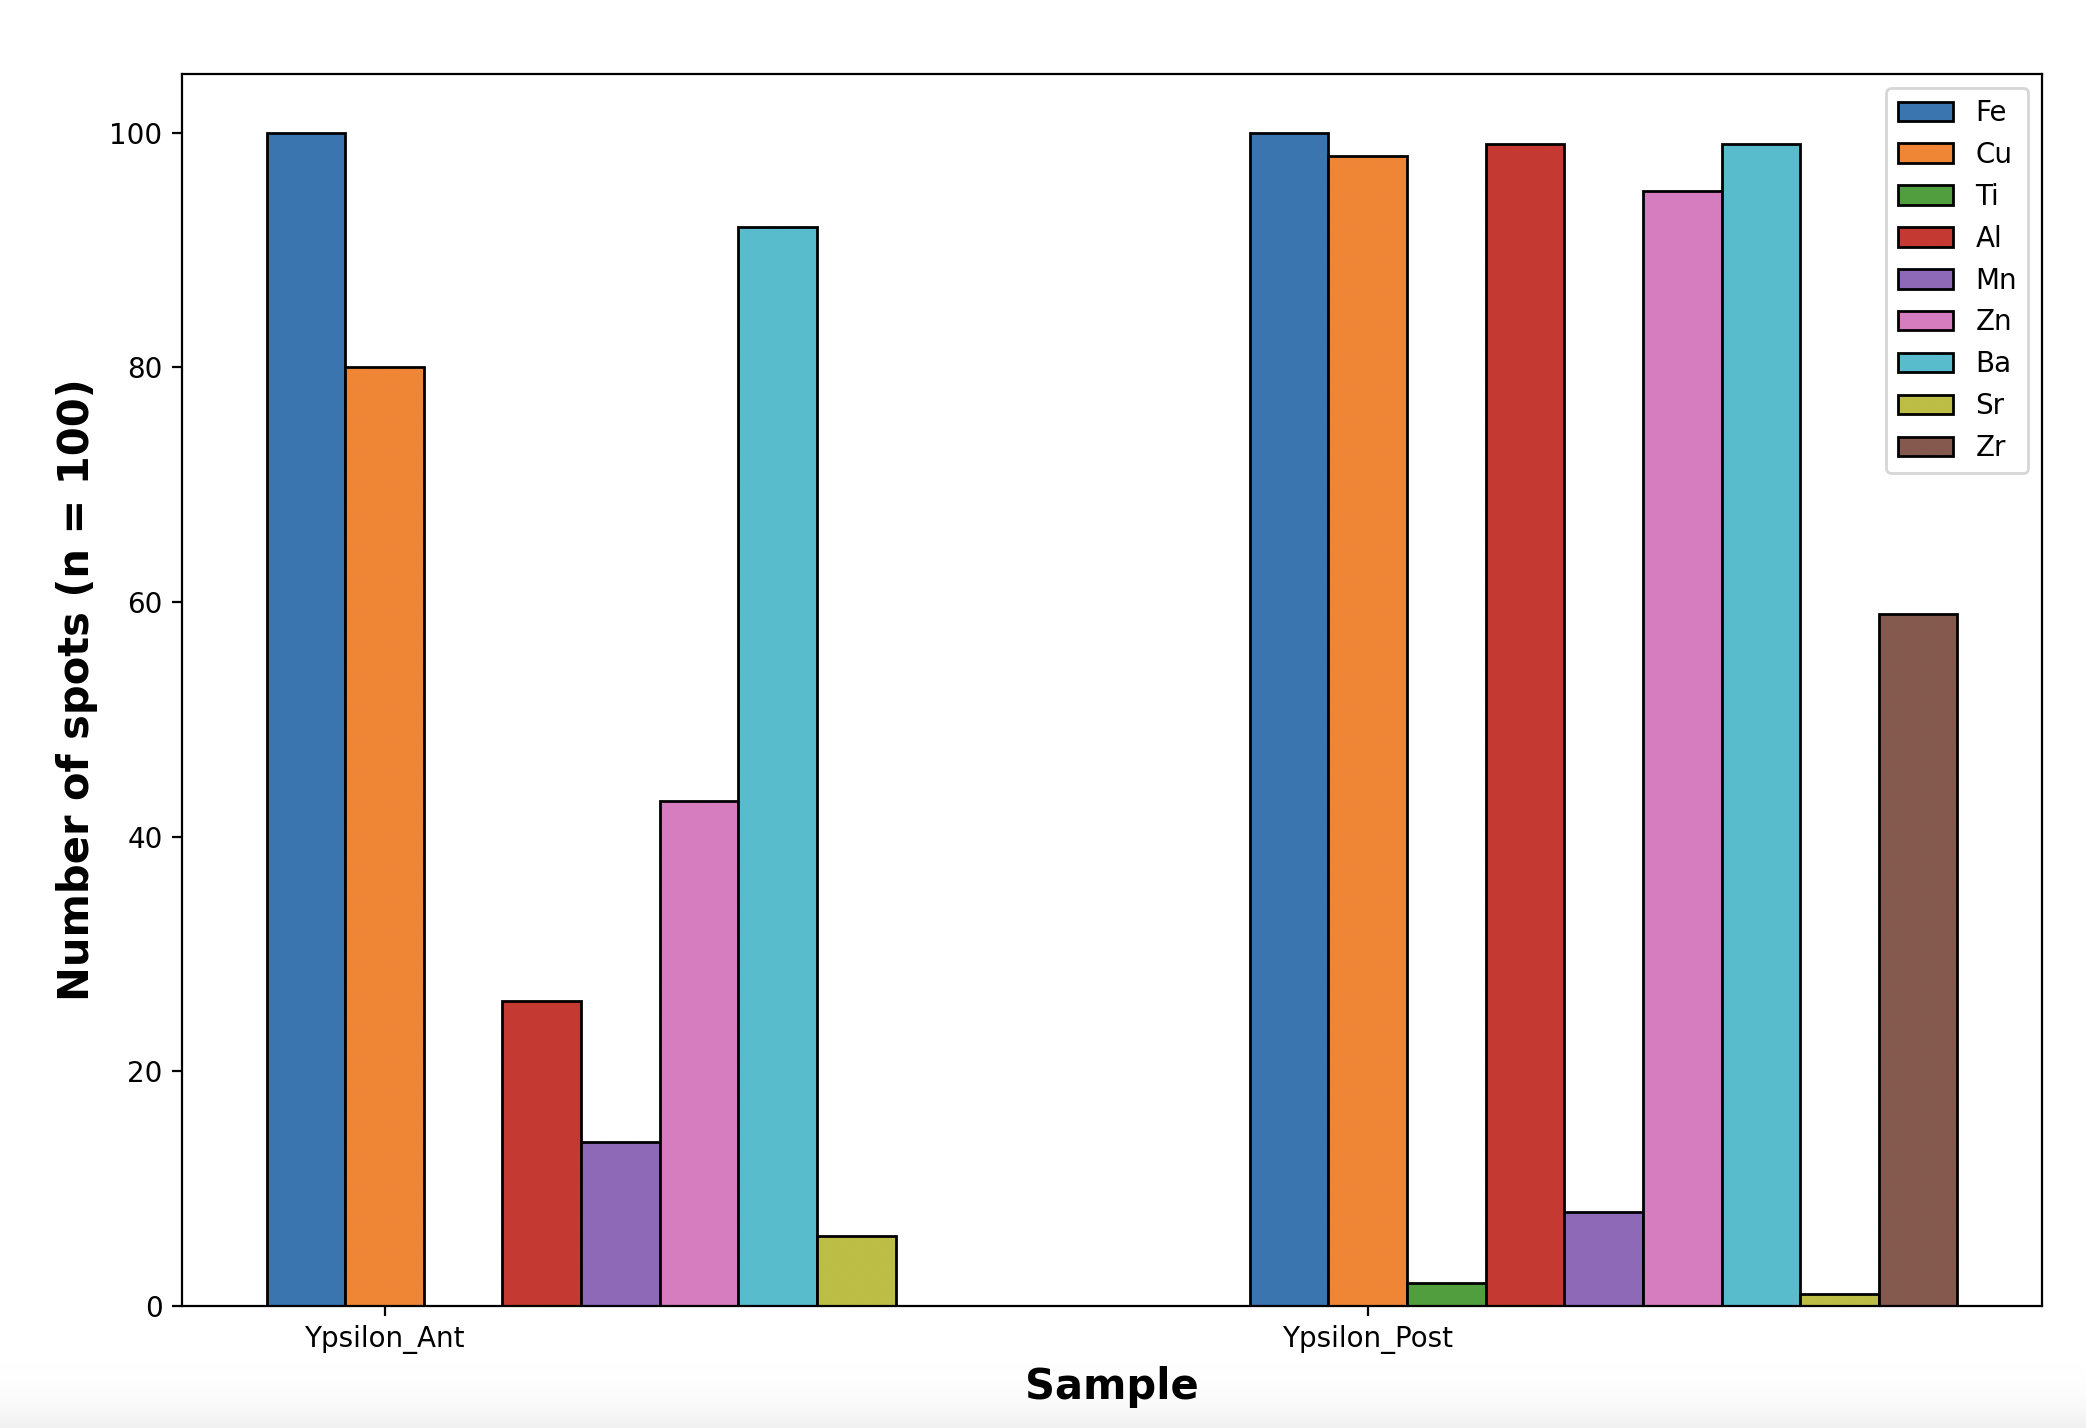 Number of spots (n = 100)
100
80
60
40
20
0
Fe
Cu
Ti
Al
Mn
Zn
Ba
Sr
Zr
Ypsilon_Ant
Ypsilon_Post
Sample